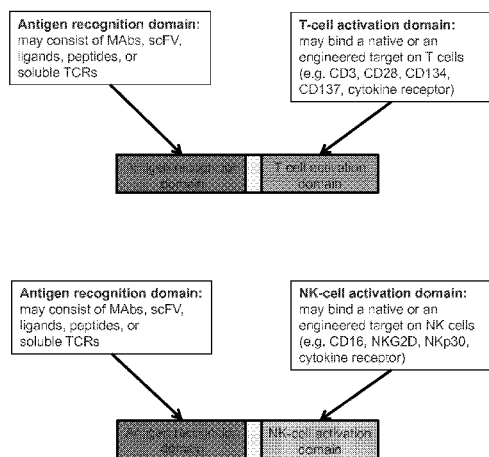 Antigen recognition domain:
may consist of MAbs, scFV,
ligands, peptides, or
soluble TCRs
T-cell activation domain:
may bind a native or an
engineered target on T cells
(e.g. CD3, CD28, CD134,
CD137, cytokine receptor)
domain
T cell activation
domain
Antigen recognition domain:
may consist of MAbs, scFV,
ligands, peptides, or
soluble TCRs
NK-cell activation domain:
may bind a native or an
engineered target on NK cells
(e.g. CD16, NKG2D, NKp30,
cytokine receptor)
NK-cell activation
domain